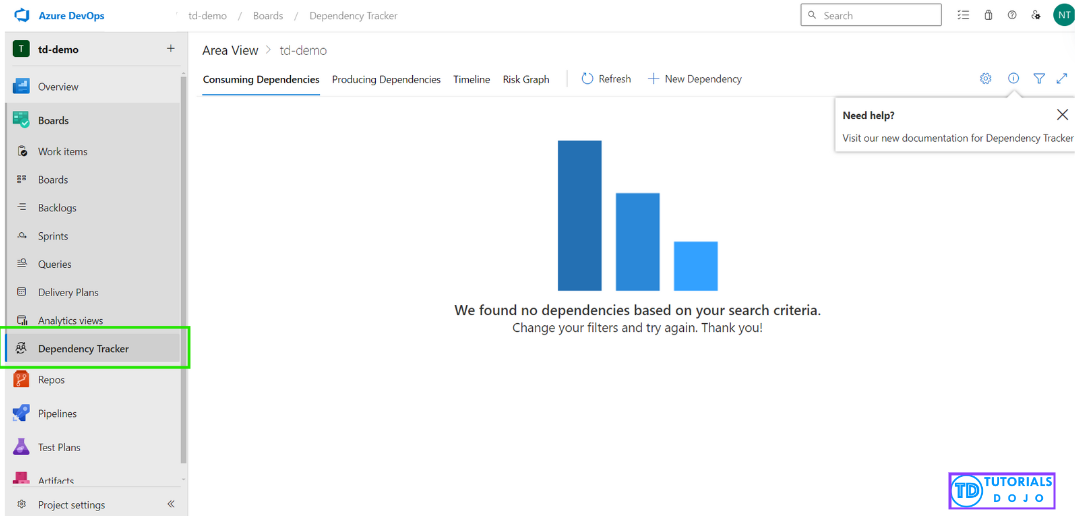 Azure DevOps
td-demo / Boards / Dependency Tracker
Search
NT
T td-demo +
Overview
Boards
Work items
Boards
Backlogs
Sprints
Queries
Delivery Plans
Analytics views
Dependency Tracker
Repos
Pipelines
Test Plans
Artifacts
Project settings
Area View > td-demo
Consuming Dependencies Producing Dependencies Timeline Risk Graph Refresh New Dependency
Need help?
Visit our new documentation for Dependency Tracker
We found no dependencies based on your search criteria.
Change your filters and try again. Thank you!
TD TUTORIALS
DOJO